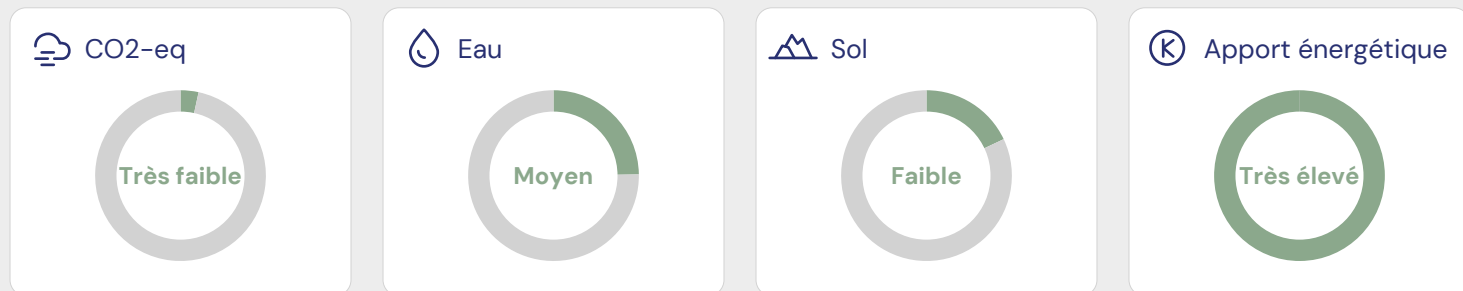 CO2-eq
Très faible
Eau
Moyen
Sol
Faible
Apport énergétique
Très élevé